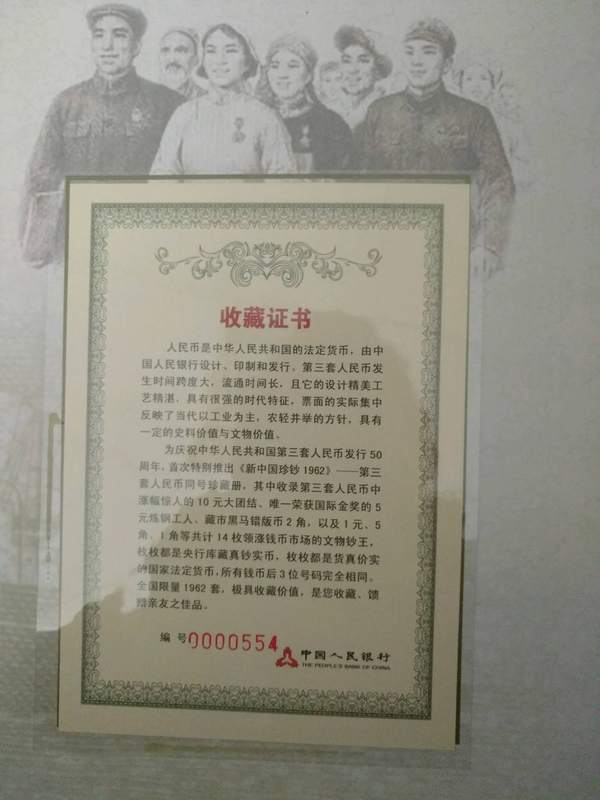 收藏证书
人民币是中华人民共和国的法定货币，由中
国人民银行设计、印制和发行。第三套人民币发
生时间跨度大，流通时间长，且它的设计精美工
艺精湛，具有很强的时代特征，票面的实际集中
反映了当代以工业为主，农轻并举的方针，具有
一定的史料价值与文物价值。
为庆祝中华人民共和国第三套人民币发行50
周年，首次特别推出《新中国珍钞1962》——第三
套人民币同号珍藏册，其中收录第三套人民币中
涨幅惊人的10元大团结、唯一荣获国际金奖的5
元炼钢工人、藏市黑马错版币2角，以及1元、5
角、1角等共计14枚领涨钱币市场的文物钞王，
枚枚都是央行库藏真钞实币，枚枚都是货真价实
的国家法定货币，所有钱币后3位号码完全相同。
全国限量1962套，极具收藏价值，是您收藏、馈
赠亲友之佳品。
编号0000554
中国人民银行
THE PEOPLE'S BANK OF CHINA